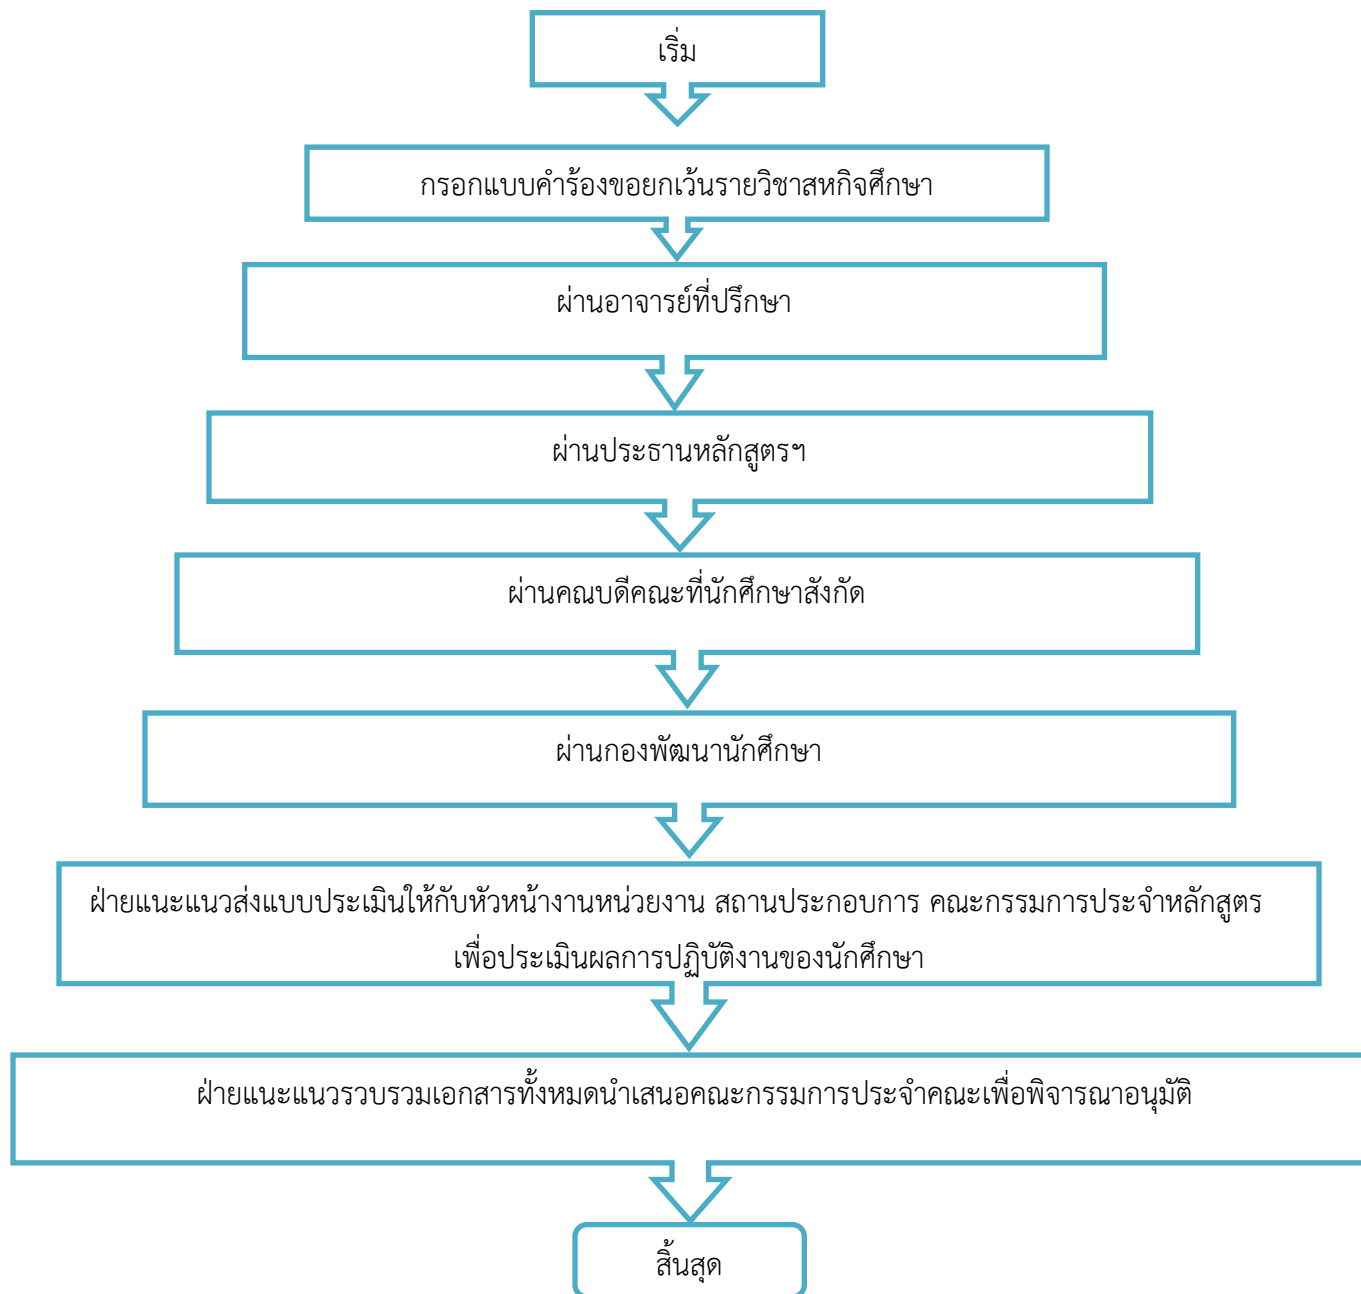 เริ่ม
กรอกแบบคำร้องขอยกเว้นรายวิชาสหกิจศึกษา
ผ่านอาจารย์ที่ปรึกษา
ผ่านประธานหลักสูตรฯ
ผ่านคณบดีคณะที่นักศึกษาสังกัด
ผ่านกองพัฒนานักศึกษา
ฝ่ายแนะแนวส่งแบบประเมินให้กับหัวหน้างานหน่วยงาน สถานประกอบการ คณะกรรมการประจำหลักสูตร
เพื่อประเมินผลการปฏิบัติงานของนักศึกษา
ฝ่ายแนะแนวรวบรวมเอกสารทั้งหมดนำเสนอคณะกรรมการประจำคณะเพื่อพิจารณาอนุมัติ
สิ้นสุด